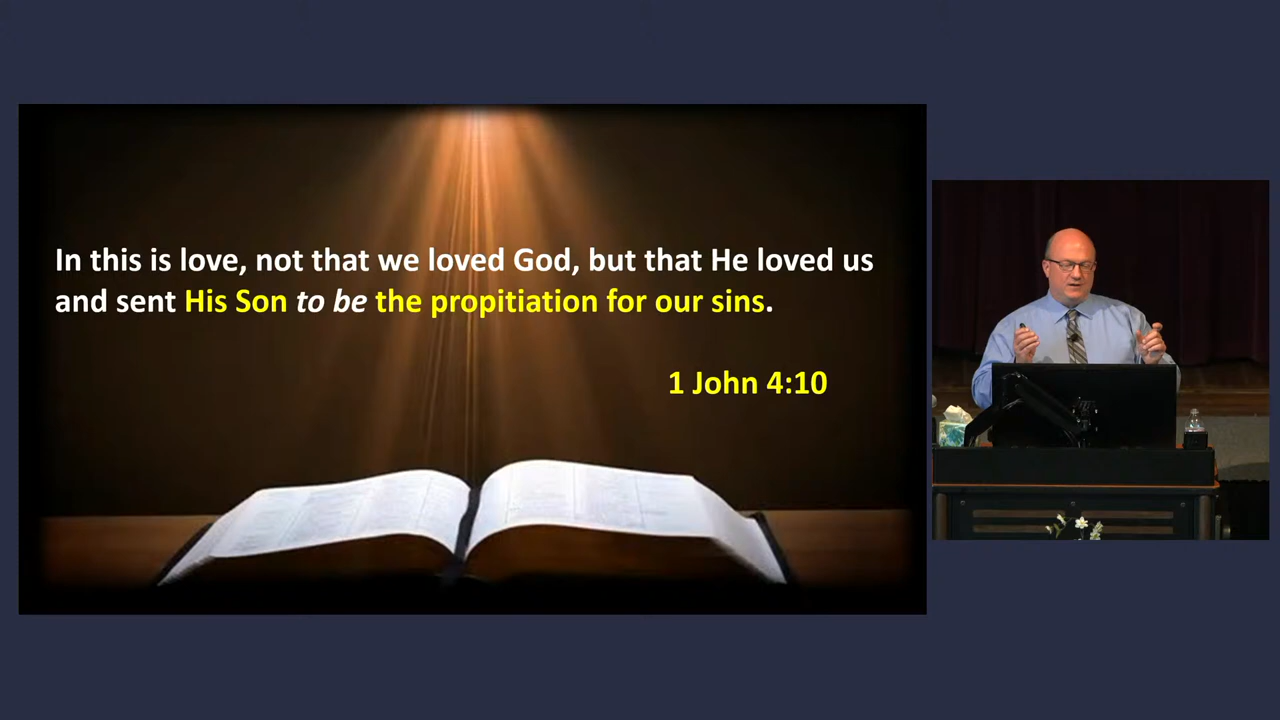 In this is love, not that we loved God, but that He loved us
and sent His Son to be the propitiation for our sins.
1 John 4:10